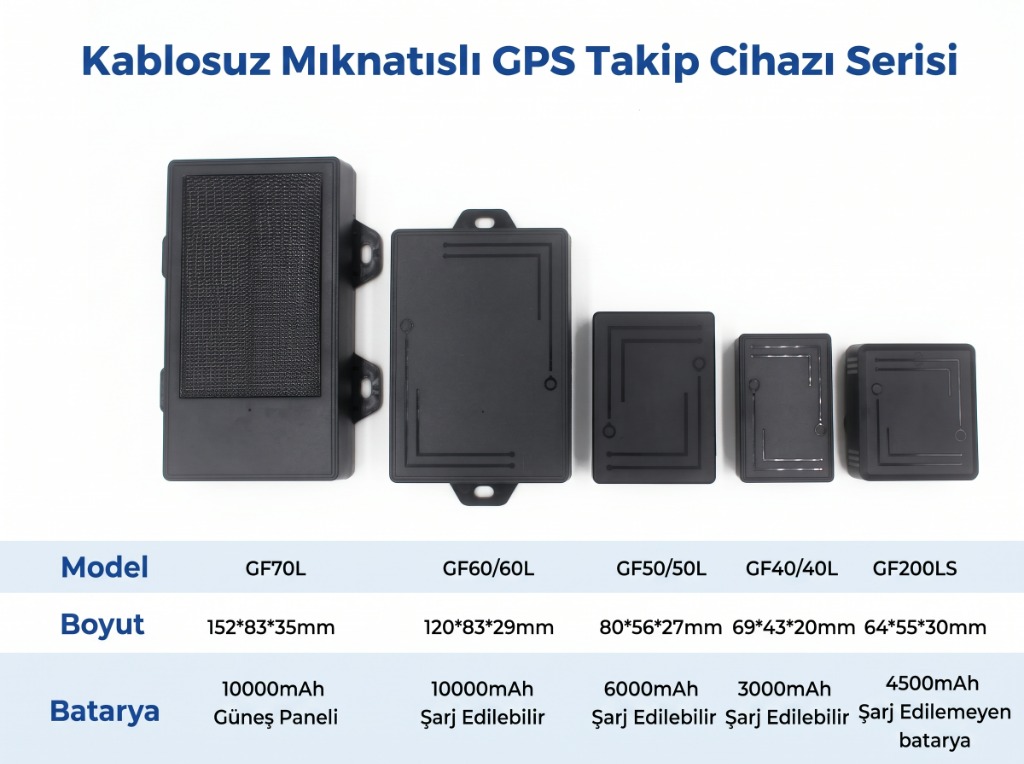 Kablosuz Mıknatıslı GPS Takip Cihazı Serisi
Model GF70L GF60/60L GF50/50L GF40/40L GF200LS
Boyut 152*83*35mm 120*83*29mm 80*56*27mm 69*43*20mm 64*55*30mm
Batarya
10000mAh
Güneş Paneli
10000mAh
Şarj Edilebilir
6000mAh
Şarj Edilebilir
3000mAh
Şarj Edilebilir
4500mAh
Şarj Edilemeyen
batarya